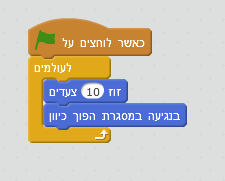 כאשר לוחצים על
לעולמים
זוז 10 צעדים
בנגיעה במסגרת הפוך כיוון